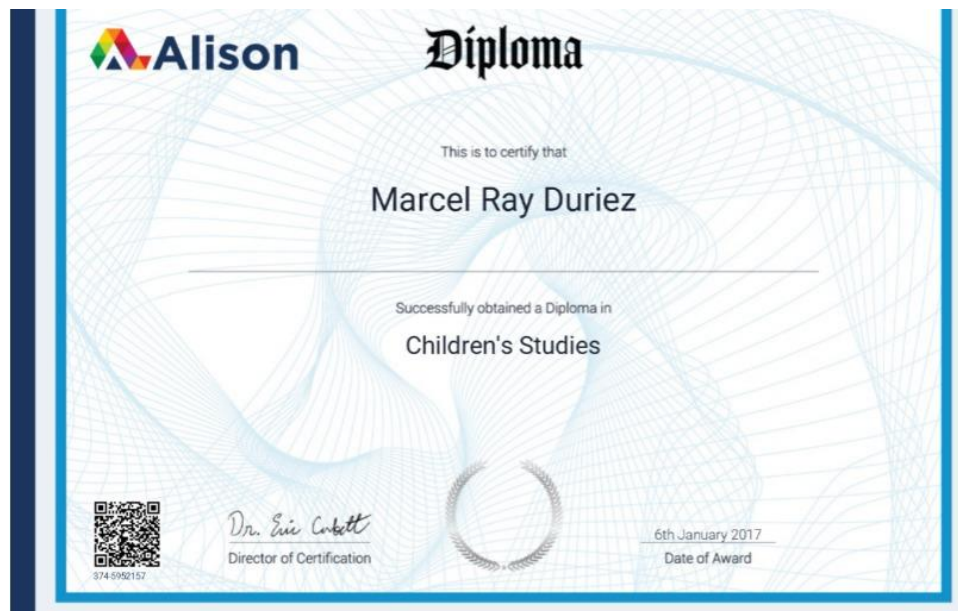 Alison
Diploma
This is to certify that
Marcel Ray Duriez
Successfully obtained a Diploma in
Children's Studies
Dr. Eric Corbett
Director of Certification
6th January 2017
Date of Award
374-5952157